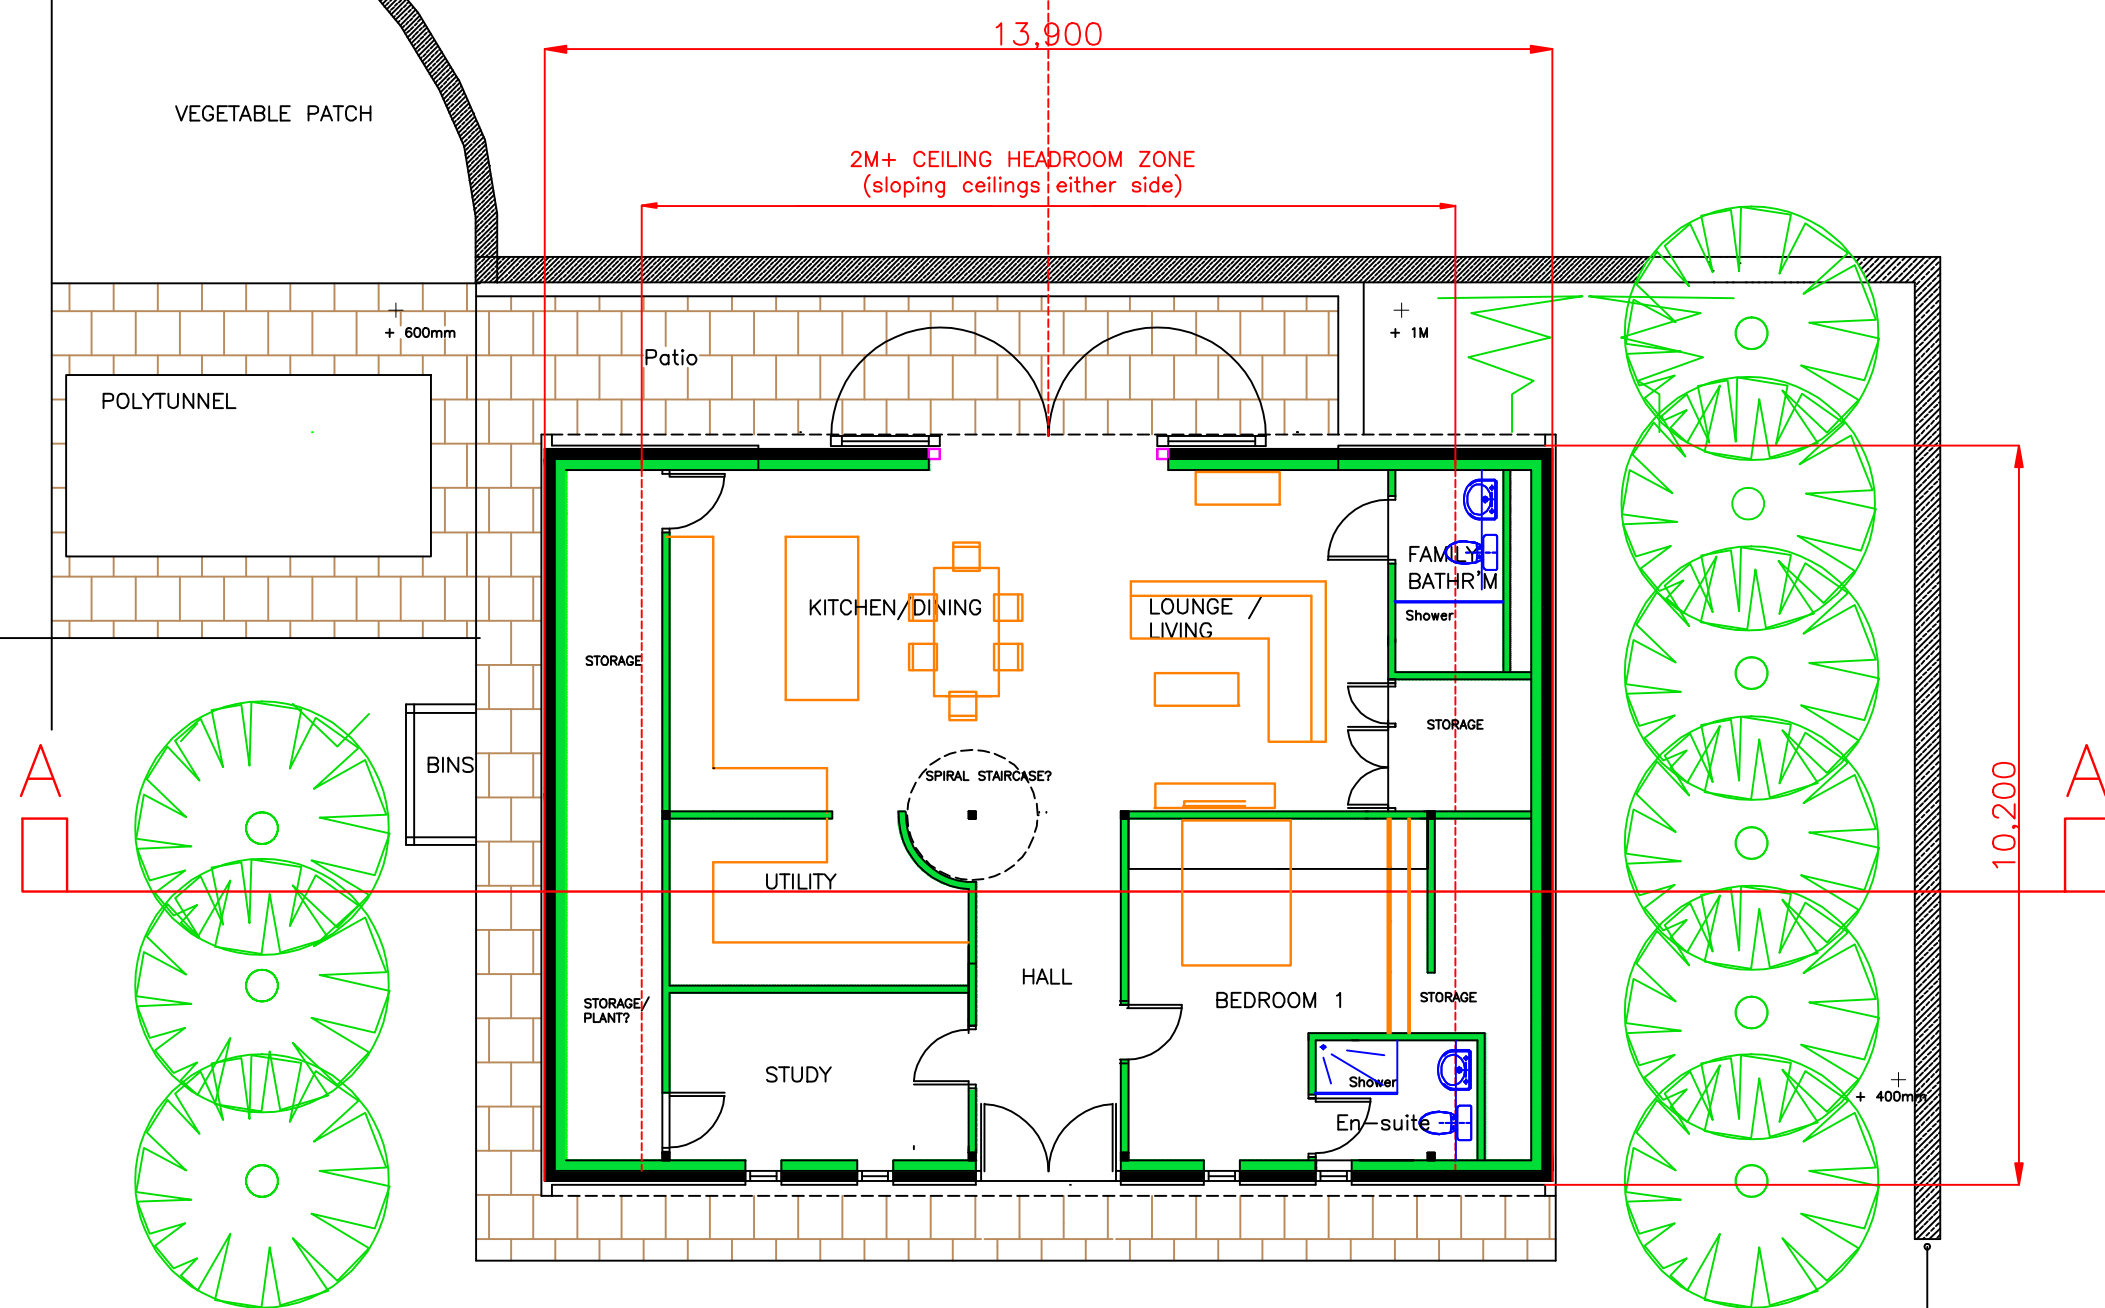 13,900
VEGETABLE PATCH
2M+ CEILING HEADROOM ZONE
(sloping ceilings either side)
+ 600mm
+ 1M
Patio
POLYTUNNEL
FAMILY
BATHR'M
KITCHEN/DINING
LOUNGE /
LIVING
Shower
STORAGE
STORAGE
A
BINS
SPIRAL STAIRCASE?
A
10,200
UTILITY
HALL
STORAGE/
PLANT?
BEDROOM 1
STORAGE
STUDY
Shower
+ 400mm
En-suite